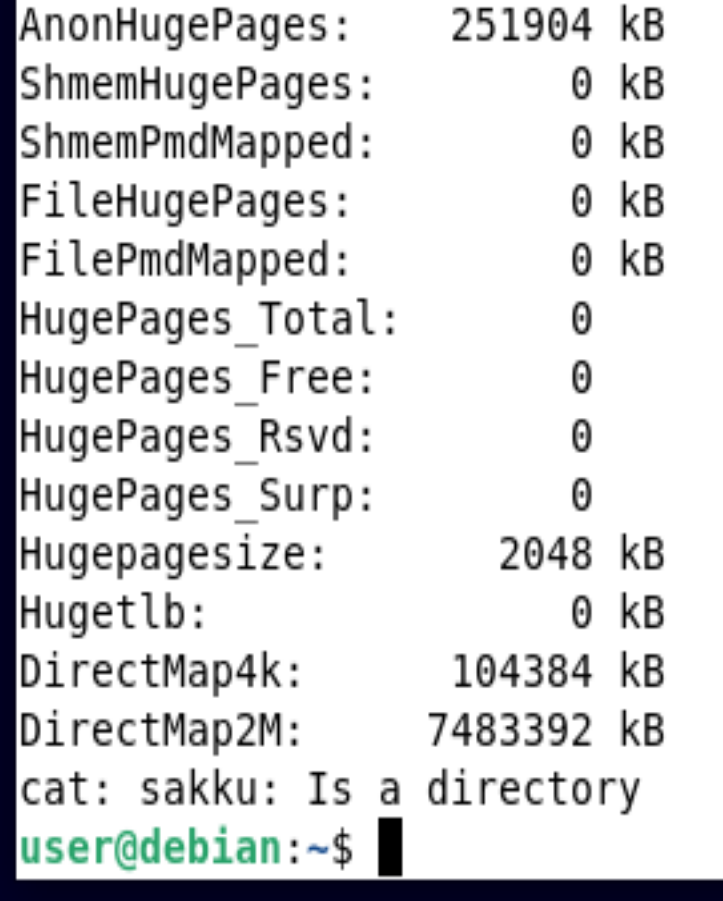 AnonHugePages:    251904 kB
ShmemHugePages:        0 kB
ShmemPmdMapped:        0 kB
FileHugePages:         0 kB
FilePmdMapped:         0 kB
HugePages_Total:       0
HugePages_Free:        0
HugePages_Rsvd:        0
HugePages_Surp:        0
Hugepagesize:       2048 kB
Hugetlb:               0 kB
DirectMap4k:      104384 kB
DirectMap2M:     7483392 kB
cat: sakku: Is a directory
user@debian:~$